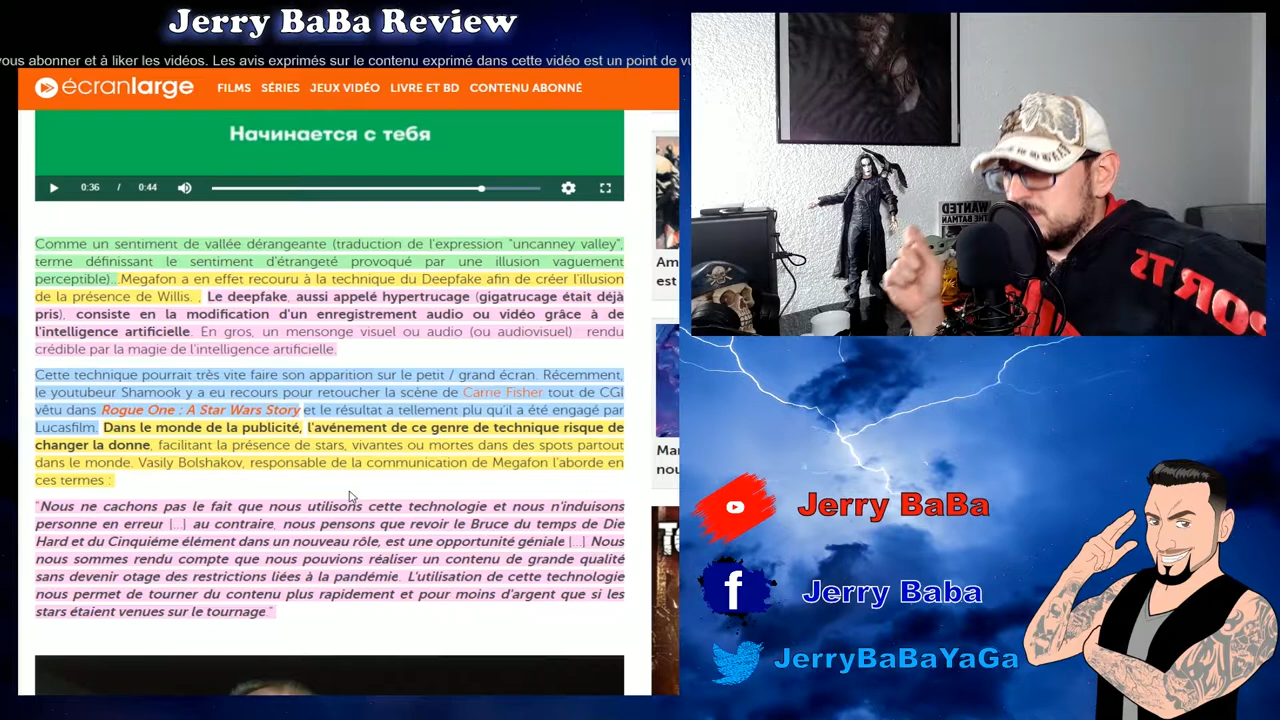 Jerry BaBa Review
vous abonner et à liker les vidéos. Les avis exprimés sur le contenu exprimé dans cette vidéo est un point de vu
écranlarge
FILMS SÉRIES JEUX VIDÉO LIVRE ET BD CONTENU ABONNÉ
Начинается с тебя
0:36 / 0:44
Comme un sentiment de vallée dérangeante (traduction de l'expression "uncanney valley",
terme définissant le sentiment d'étrangeté provoqué par une illusion vaguement
perceptible). .Megafon a en effet recouru à la technique du Deepfake afin de créer l'illusion
de la présence de Willis. . Le deepfake, aussi appelé hypertrucage (gigatrucage était déjà
pris), consiste en la modification d'un enregistrement audio ou vidéo grâce à de
l'intelligence artificielle. En gros, un mensonge visuel ou audio (ou audiovisuel) rendu
crédible par la magie de l'intelligence artificielle.
Cette technique pourrait très vite faire son apparition sur le petit / grand écran. Récemment,
le youtubeur Shamook y a eu recours pour retoucher la scène de Carrie Fisher tout de CGI
vêtu dans Rogue One : A Star Wars Story et le résultat a tellement plu qu'il a été engagé par
Lucasfilm. Dans le monde de la publicité, l'avénement de ce genre de technique risque de
changer la donne, facilitant la présence de stars, vivantes ou mortes dans des spots partout
dans le monde. Vasily Bolshakov, responsable de la communication de Megafon l'aborde en
ces termes :
"Nous ne cachons pas le fait que nous utilisons cette technologie et nous n'induisons
personne en erreur [...] au contraire, nous pensons que revoir le Bruce du temps de Die
Hard et du Cinquiéme élément dans un nouveau rôle, est une opportunité géniale [...] Nous
nous sommes rendu compte que nous pouvions réaliser un contenu de grande qualité
sans devenir otage des restrictions liées à la pandémie. L'utilisation de cette technologie
nous permet de tourner du contenu plus rapidement et pour moins d'argent que si les
stars étaient venues sur le tournage."
Am
est
Mar
nou
WANTED
THE BATMAN
PORTS
Jerry BaBa
Jerry Baba
JerryBaBaYaGa